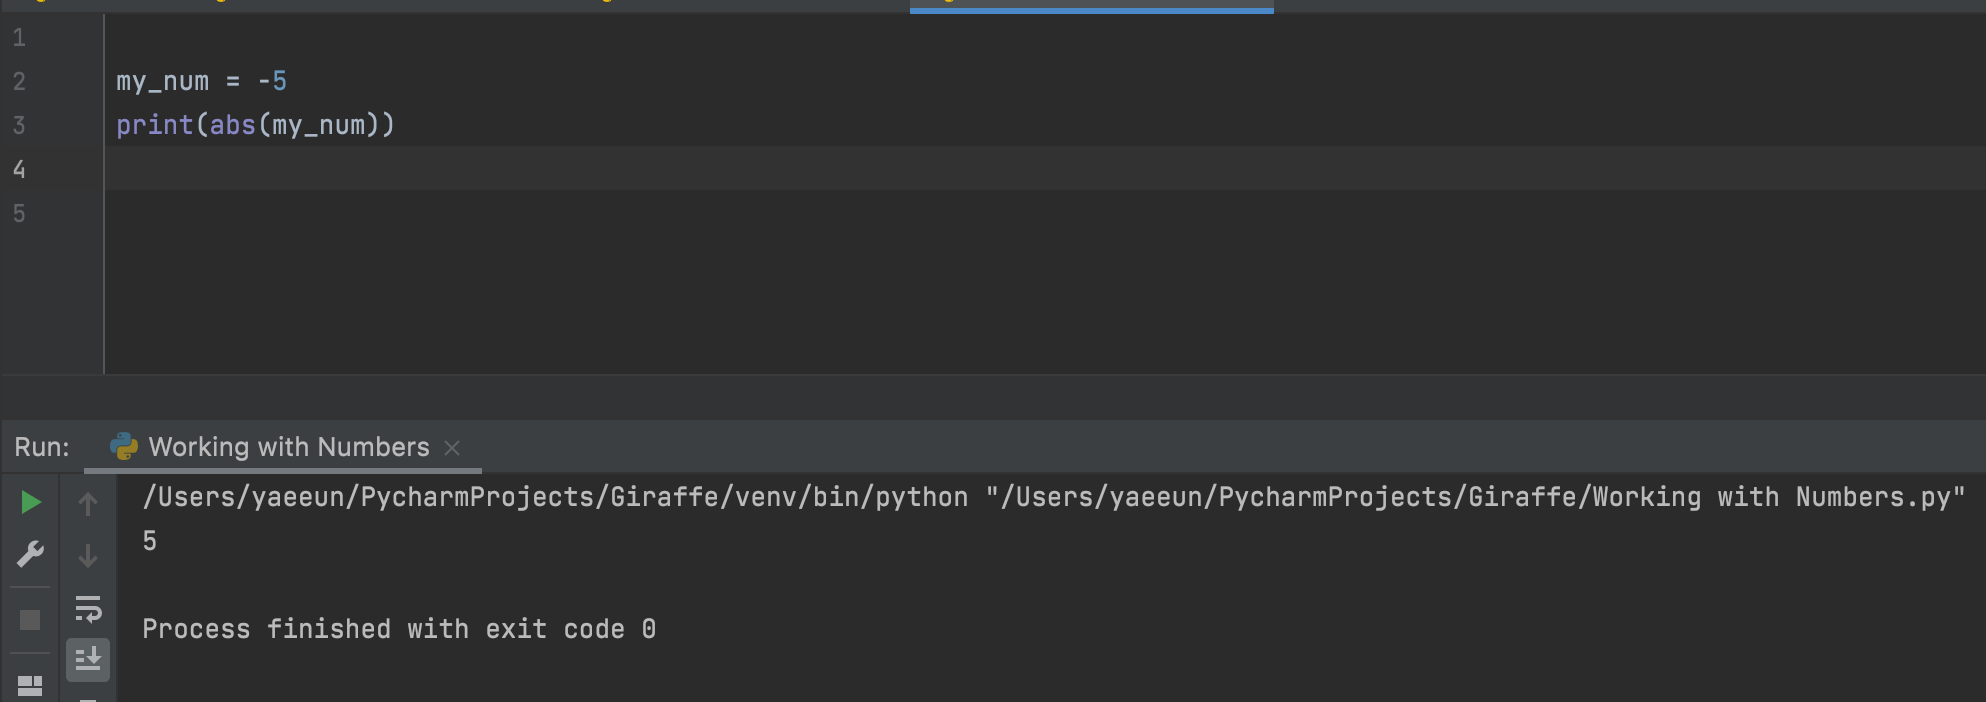 1
2 my_num = -5
3 print(abs(my_num))
4
5
Run: Working with Numbers
/Users/yaeeun/PycharmProjects/Giraffe/venv/bin/python "/Users/yaeeun/PycharmProjects/Giraffe/Working with Numbers.py"
5
Process finished with exit code 0